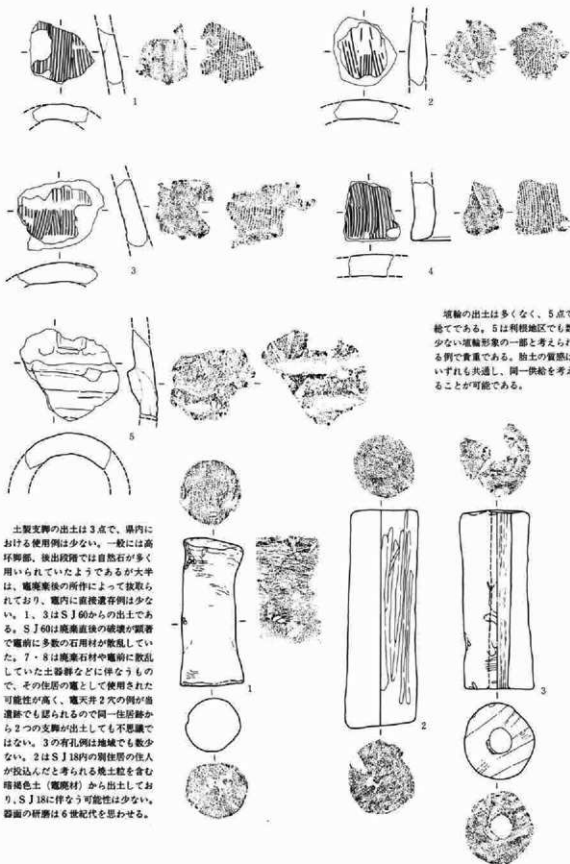 1
2
3
4
埴輪の出土は多くなく、5点で
総てである。5は利根地区でも数
少ない埴輪形象の一部と考えられ
る例で貴重である。胎土の質感は
いずれも共通し、同一供給を考え
ることが可能である。
5
土製支脚の出土は3点で、県内に
おける使用例は少ない。一般には高
坏脚部、後出段階では自然石が多く
用いられていたようであるが大半
は、竈廃棄後の所作によって抜取ら
れており、竈内に直接遺存例は少な
い。1、3はSJ60からの出土であ
る。SJ60は廃棄直後の破壊が顕著
で竈前に多数の石用材が散乱してい
た。7・8は廃棄石材や竈前に散乱
していた土器群などに伴なうもの
で、その住居の竈として使用された
可能性が高く、竈天井2穴の例が当
遺跡でも認られるので同一住居跡か
ら2つの支脚が出土しても不思議で
はない。3の有孔例は地域でも数少
ない。2はSJ18内の別住居の住人
が投込んだと考られる焼土粒を含む
暗褐色土（竈廃材）から出土してお
り、SJ18に伴なう可能性は少ない。
器面の研磨は6世紀代を思わせる。
1
2
3